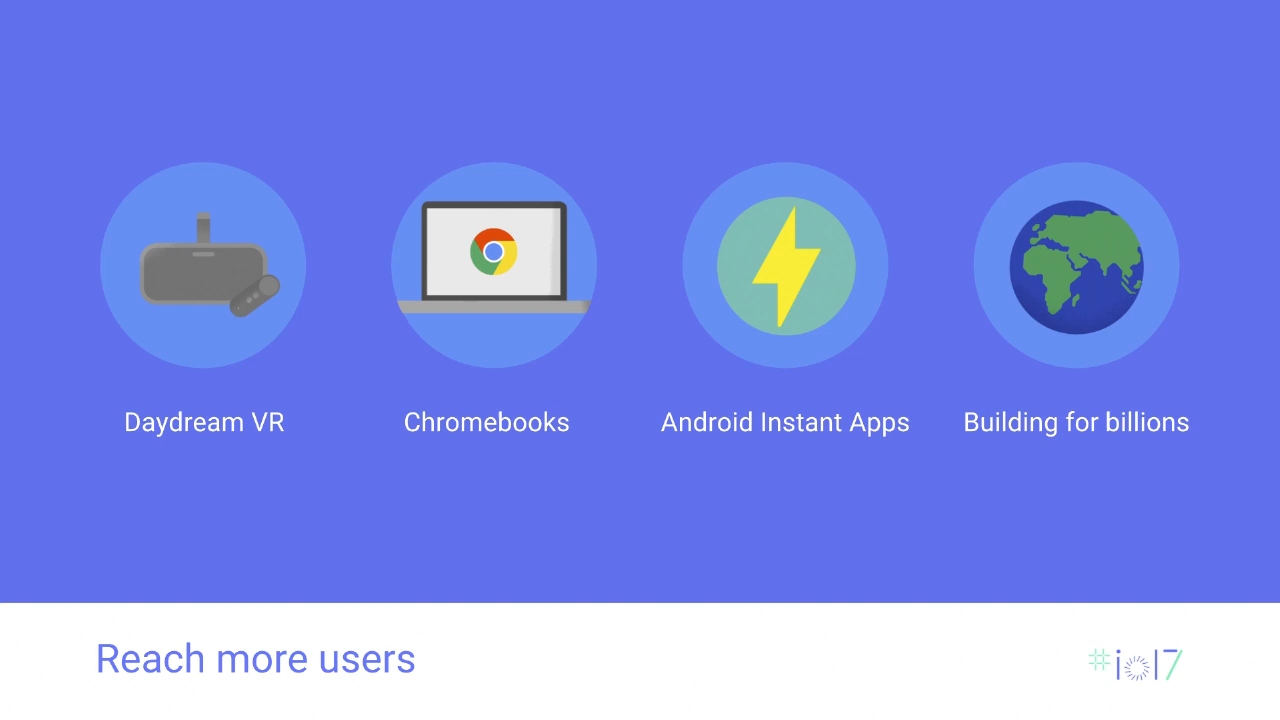 Daydream VR
Chromebooks
Android Instant Apps
Building for billions
Reach more users
#io17